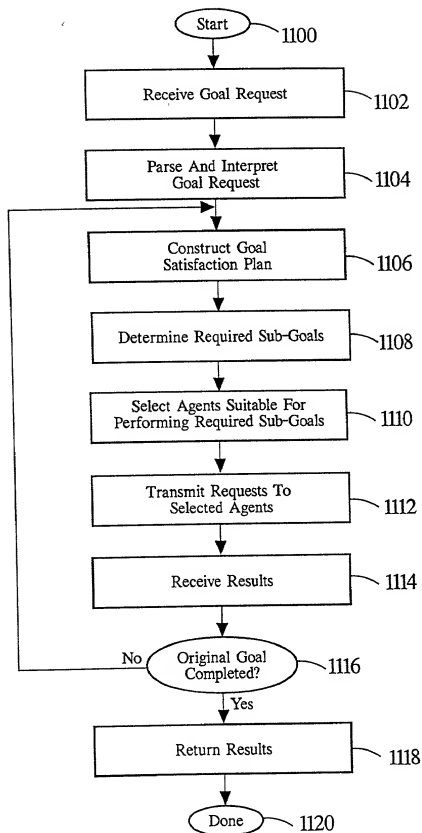 Start
1100
Receive Goal Request
1102
Parse And Interpret
Goal Request
1104
Construct Goal
Satisfaction Plan
1106
Determine Required Sub-Goals
1108
Select Agents Suitable For
Performing Required Sub-Goals
1110
Transmit Requests To
Selected Agents
1112
Receive Results
1114
No
Original Goal
Completed?
1116
Yes
Return Results
1118
Done
1120